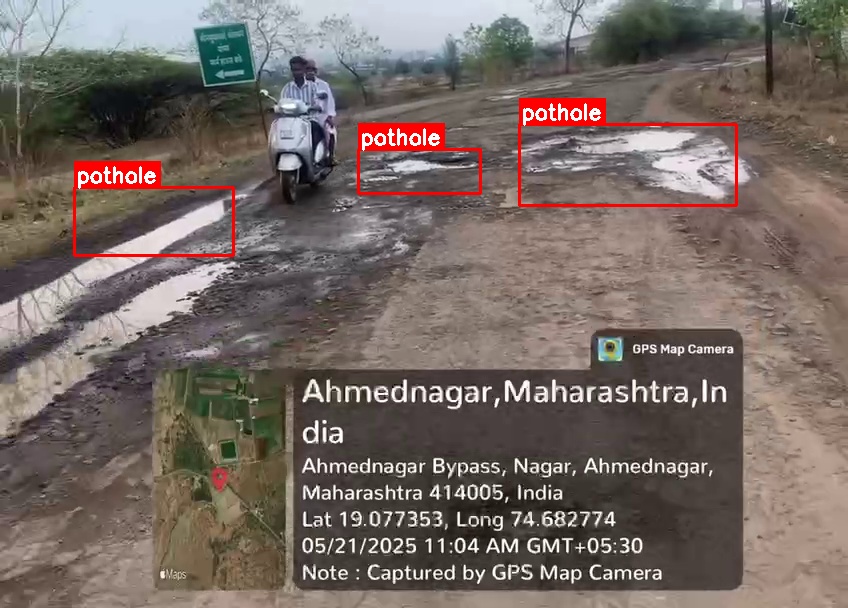 pothole
pothole
pothole
GPS Map Camera
Ahmednagar,Maharashtra,In
dia
Ahmednagar Bypass, Nagar, Ahmednagar,
Maharashtra 414005, India
Lat 19.077353, Long 74.682774
05/21/2025 11:04 AM GMT+05:30
Note : Captured by GPS Map Camera
Maps